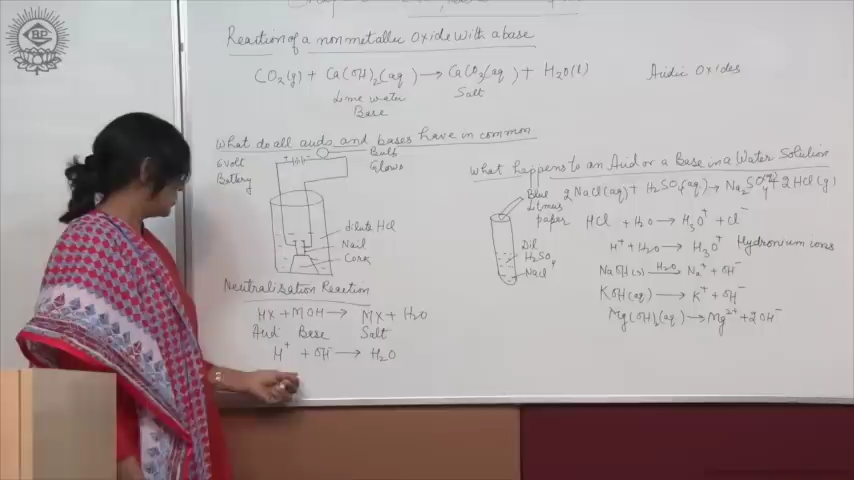 BPL
Reaction of a non metallic Oxide with a base
CO₂(g) + Ca(OH)₂(aq) → CaCO₃(aq) + H₂O(l)
Acidic Oxides
Lime water
Salt
Base
What do all acids and bases have in common
6 Volt
Battery
Bulb
Glows
dilute HCl
Nail
Cork
Neutralisation Reaction
HX + MOH → MX + H₂O
Acid Base Salt
H⁺ + OH⁻ → H₂O
What happens to an Acid or a Base in a Water Solution
Blue
Litmus
paper
Dil
H₂SO₄
NaCl
2NaCl(aq) + H₂SO₄(aq) → Na₂SO₄(aq) + 2HCl(g)
HCl + H₂O → H₃O⁺ + Cl⁻
H⁺ + H₂O → H₃O⁺ Hydronium ions
NaOH(s) H₂O→ Na⁺ + OH⁻
KOH(aq) → K⁺ + OH⁻
Mg(OH)₂(aq) → Mg²⁺ + 2OH⁻